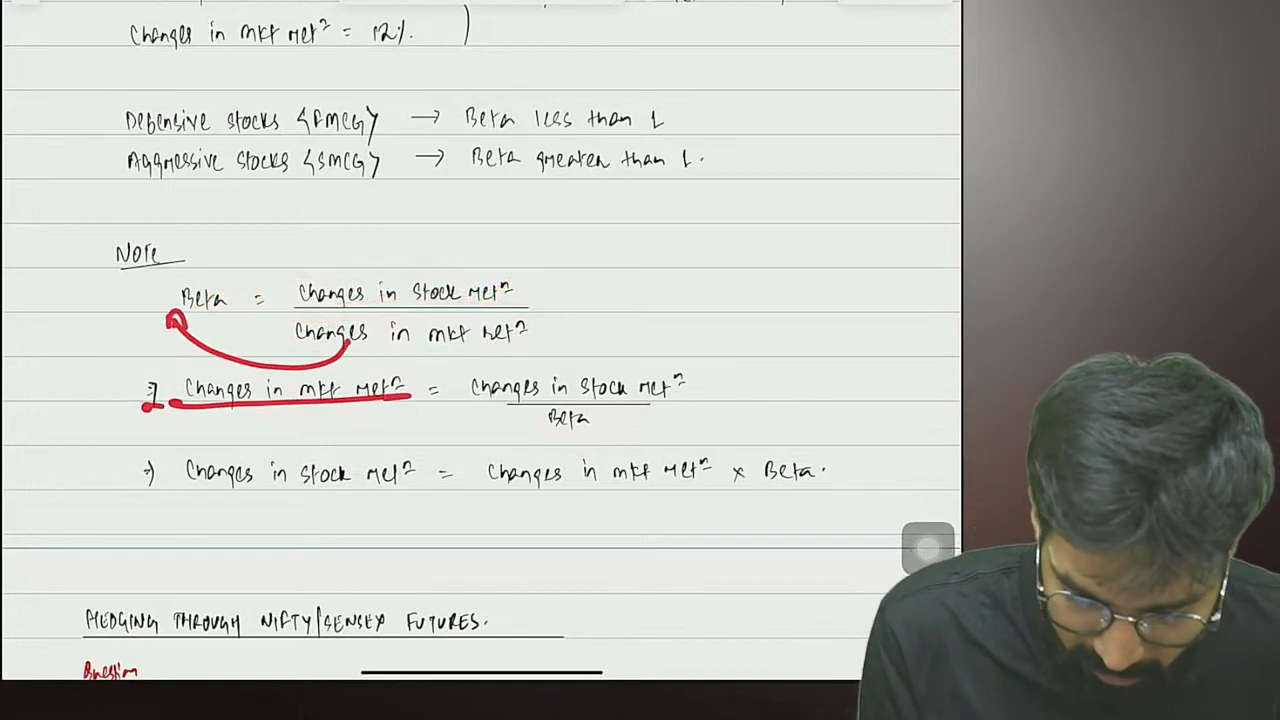 Changes in mkt retⁿ = 12%. )
Defensive stocks {FMCG} → Beta less than 1
Aggressive stocks {SMCG} → Beta greater than 1.
Note
Beta = Changes in stock retⁿ
Changes in mkt retⁿ
⇒ Changes in mkt retⁿ = Changes in stock retⁿ
Beta
⇒ Changes in stock retⁿ = Changes in mkt retⁿ × Beta.
HEDGING THROUGH NIFTY/SENSEX FUTURES.
Question